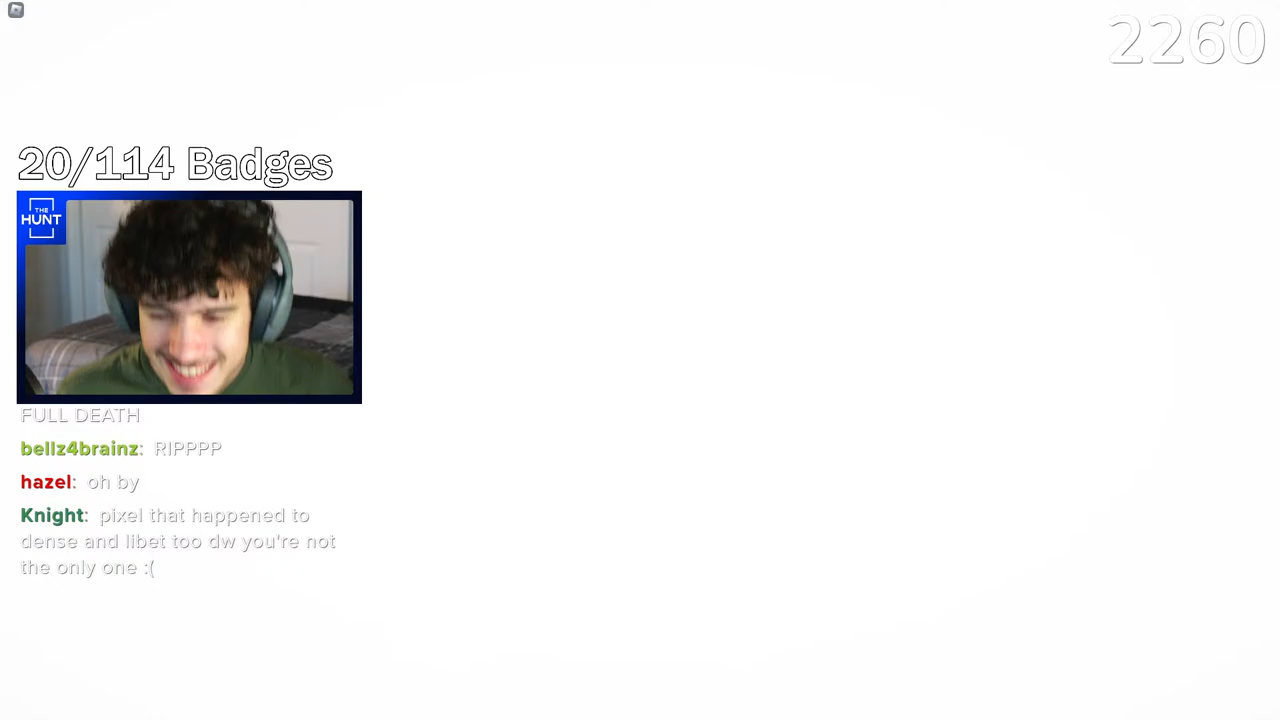 2260
20/114 Badges
THE
HUNT
FULL DEATH
bellz4brainz: RIPPPP
hazel: oh by
Knight: pixel that happened to
dense and libet too dw you're not
the only one :(